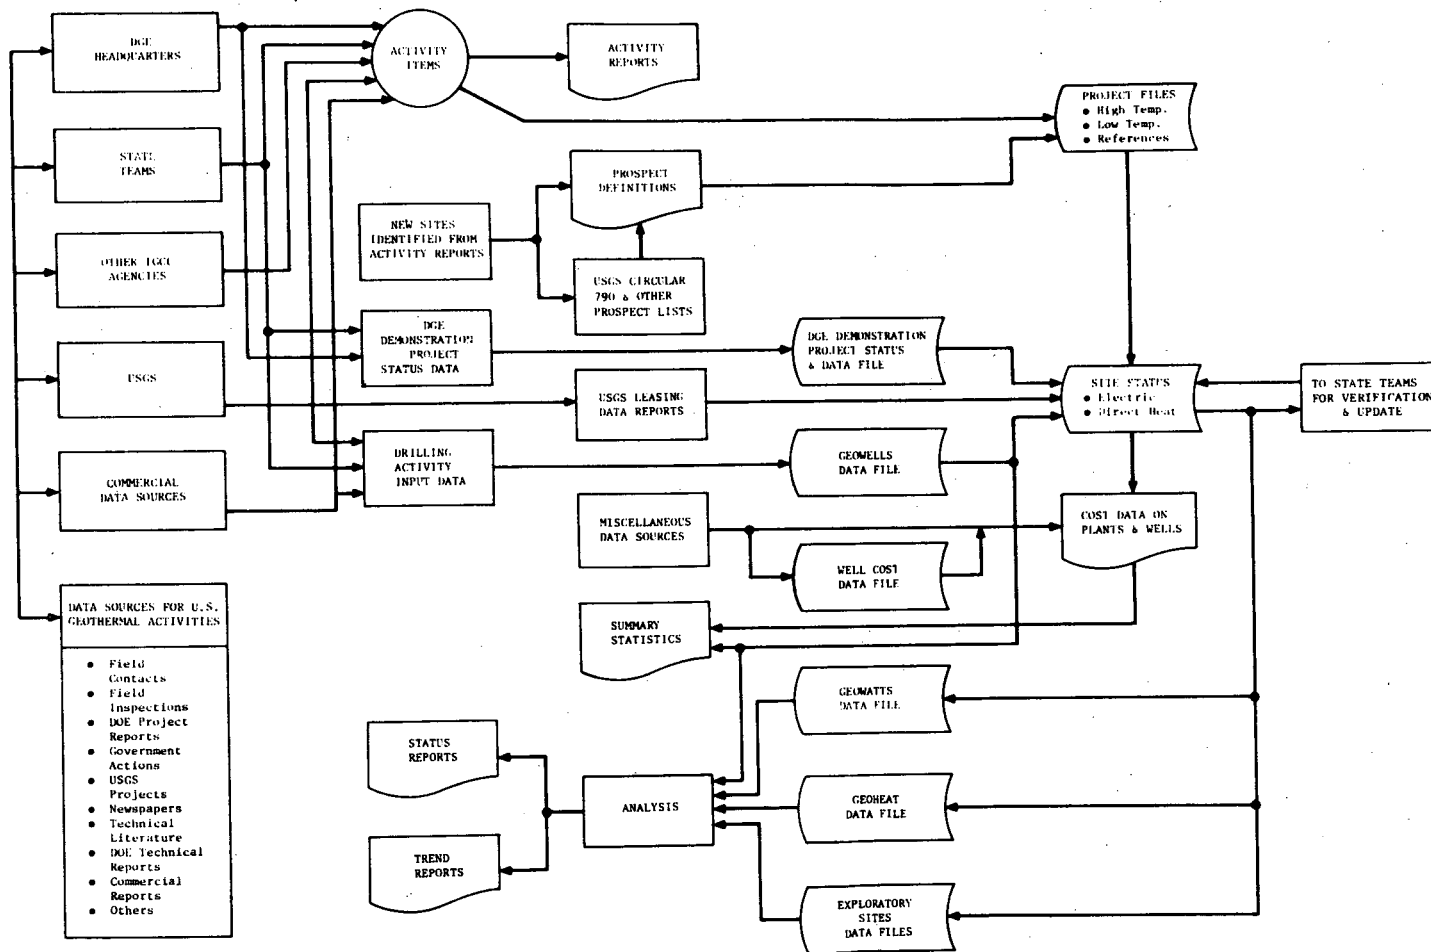 DGE
HEADQUARTERS
STATE
TEAMS
OTHER IGCC
AGENCIES
USGS
COMMERCIAL
DATA SOURCES
DATA SOURCES FOR U.S.
GEOTHERMAL ACTIVITIES
● Field
Contacts
● Field
Inspections
● DOE Project
Reports
● Government
Actions
● USGS
Projects
● Newspapers
● Technical
Literature
● DOE Technical
Reports
● Commercial
Reports
● Others
ACTIVITY
ITEMS
ACTIVITY
REPORTS
PROJECT FILES
● High Temp.
● Low Temp.
● References
PROSPECT
DEFINITIONS
NEW SITES
IDENTIFIED FROM
ACTIVITY REPORTS
USGS CIRCULAR
790 & OTHER
PROSPECT LISTS
DGE
DEMONSTRATION
PROJECT
STATUS DATA
DGE DEMONSTRATION
PROJECT STATUS
& DATA FILE
USGS LEASING
DATA REPORTS
SITE STATUS
● Electric
● Direct Heat
TO STATE TEAMS
FOR VERIFICATION
& UPDATE
DRILLING
ACTIVITY
INPUT DATA
GEOWELLS
DATA FILE
MISCELLANEOUS
DATA SOURCES
COST DATA ON
PLANTS & WELLS
WELL COST
DATA FILE
SUMMARY
STATISTICS
GEOWATTS
DATA FILE
STATUS
REPORTS
ANALYSIS
GEOHEAT
DATA FILE
TREND
REPORTS
EXPLORATORY
SITES
DATA FILES